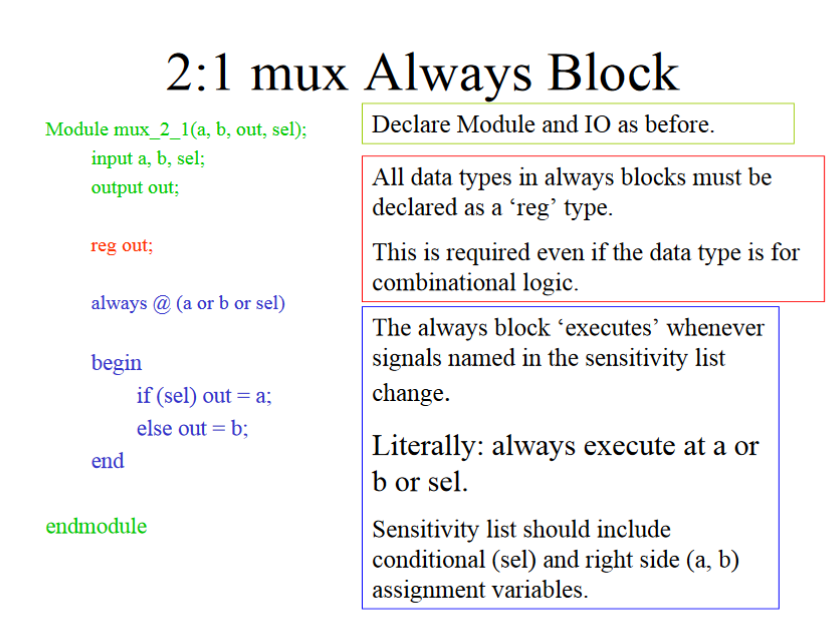 2:1 mux Always Block
Module mux_2_1(a, b, out, sel);
input a, b, sel;
output out;
reg out;
always @ (a or b or sel)
begin
if (sel) out = a;
else out = b;
end
endmodule
Declare Module and IO as before.
All data types in always blocks must be
declared as a ‘reg’ type.
This is required even if the data type is for
combinational logic.
The always block ‘executes’ whenever
signals named in the sensitivity list
change.
Literally: always execute at a or
b or sel.
Sensitivity list should include
conditional (sel) and right side (a, b)
assignment variables.